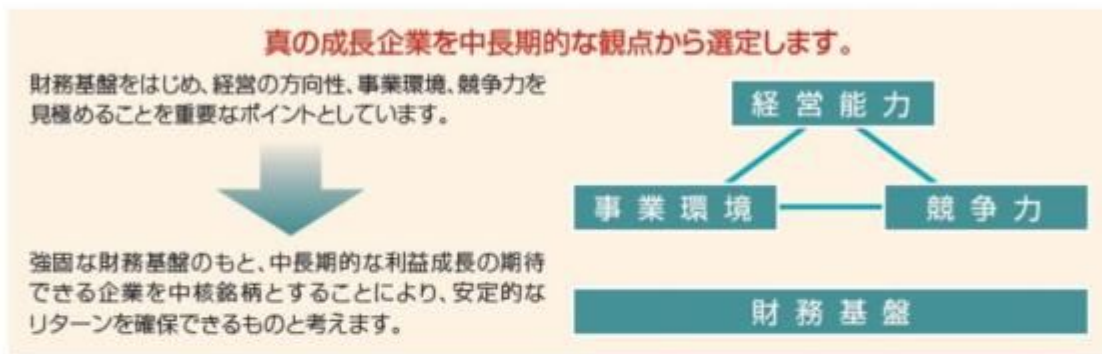 真の成長企業を中長期的な観点から選定します。
財務基盤をはじめ、経営の方向性、事業環境、競争力を
見極めることを重要なポイントとしています。
強固な財務基盤のもと、中長期的な利益成長の期待
できる企業を中核銘柄とすることにより、安定的な
リターンを確保できるものと考えます。
経営能力
事業環境
競争力
財務基盤